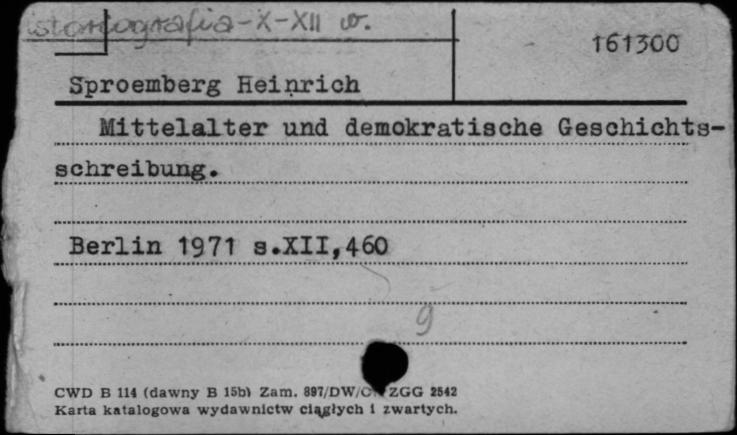 storiografia - X - XII w.
161300
Sproemberg Heinrich
Mittelalter und demokratische Geschichts-
schreibung.
Berlin 1971 s.XII,460
9
CWD B 114 (dawny B 15b) Zam. 897/DW/ ZGG 2542
Karta katalogowa wydawnictw ciągłych i zwartych.